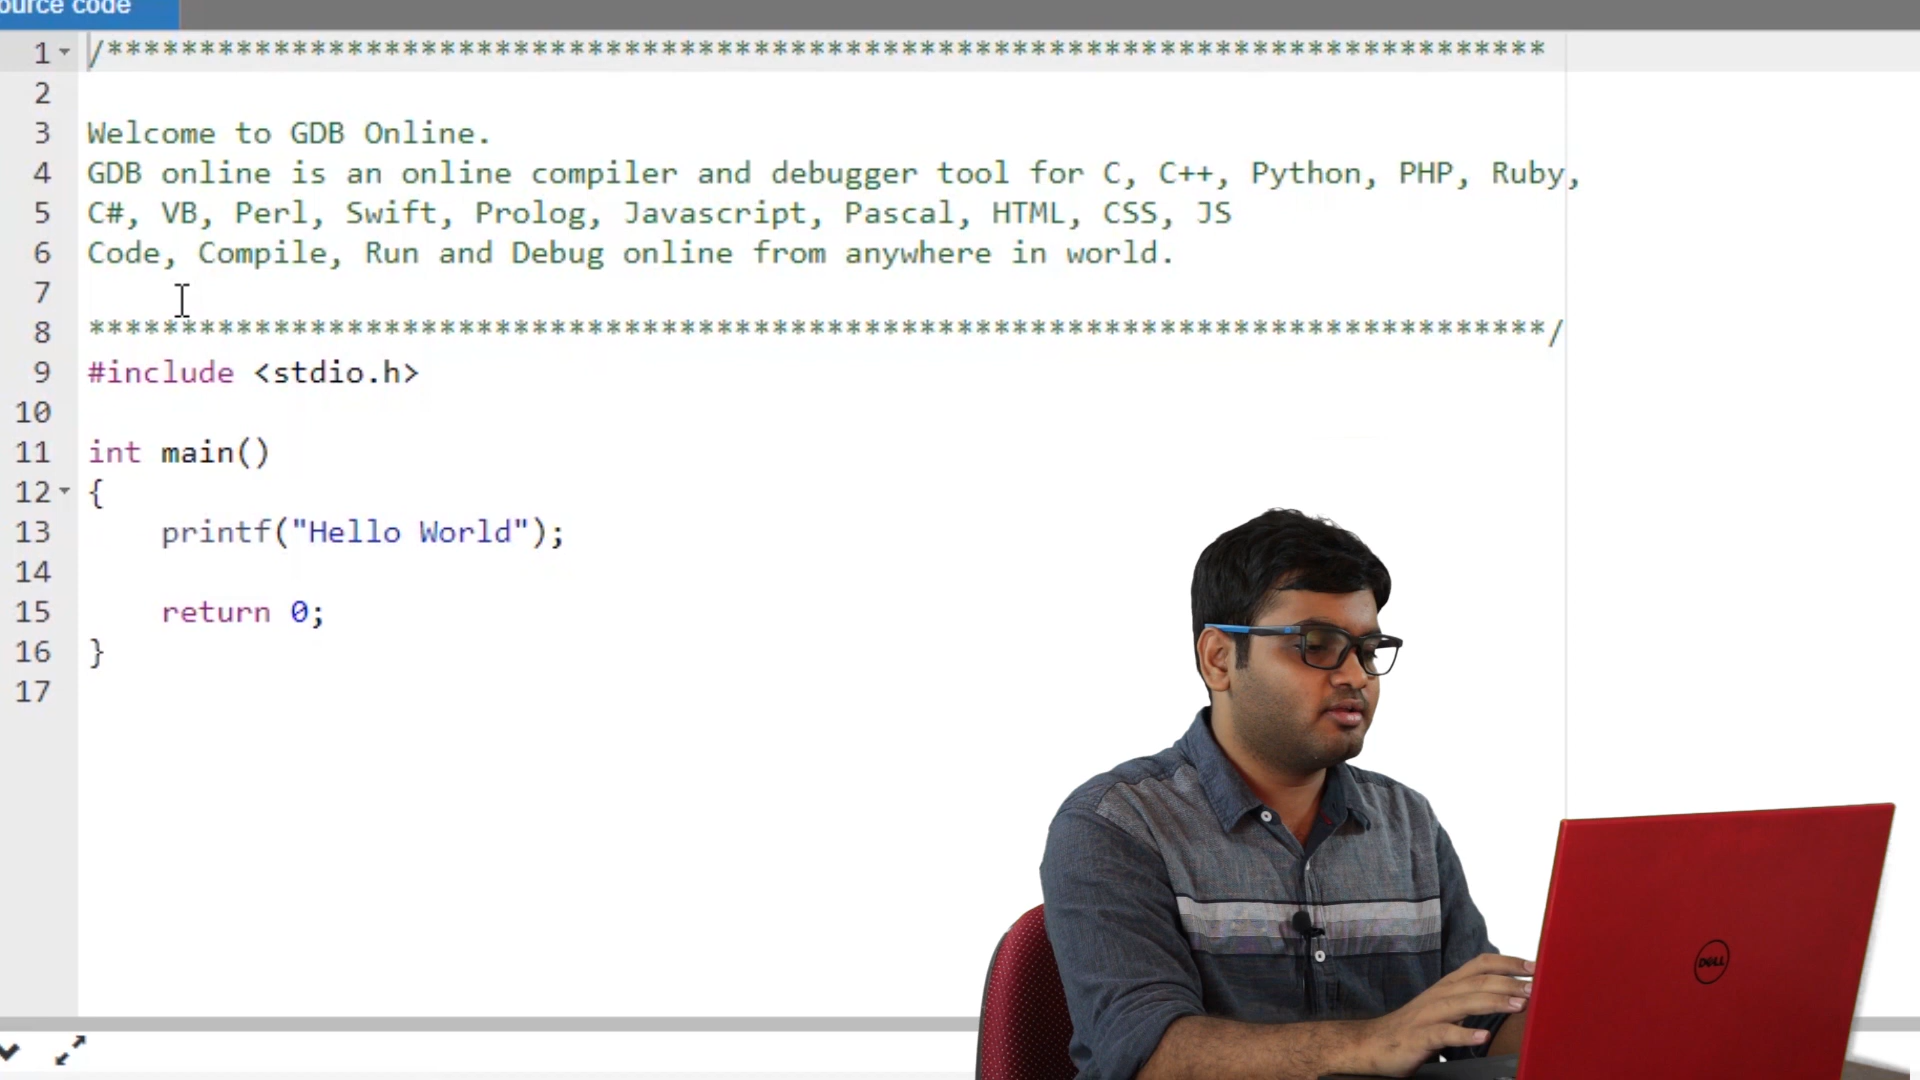 ource code
1 /******************************************************************************
2
3 Welcome to GDB Online.
4 GDB online is an online compiler and debugger tool for C, C++, Python, PHP, Ruby,
5 C#, VB, Perl, Swift, Prolog, Javascript, Pascal, HTML, CSS, JS
6 Code, Compile, Run and Debug online from anywhere in world.
7
8 *******************************************************************************/
9 #include <stdio.h>
10
11 int main()
12 {
13     printf("Hello World");
14
15     return 0;
16 }
17
DELL